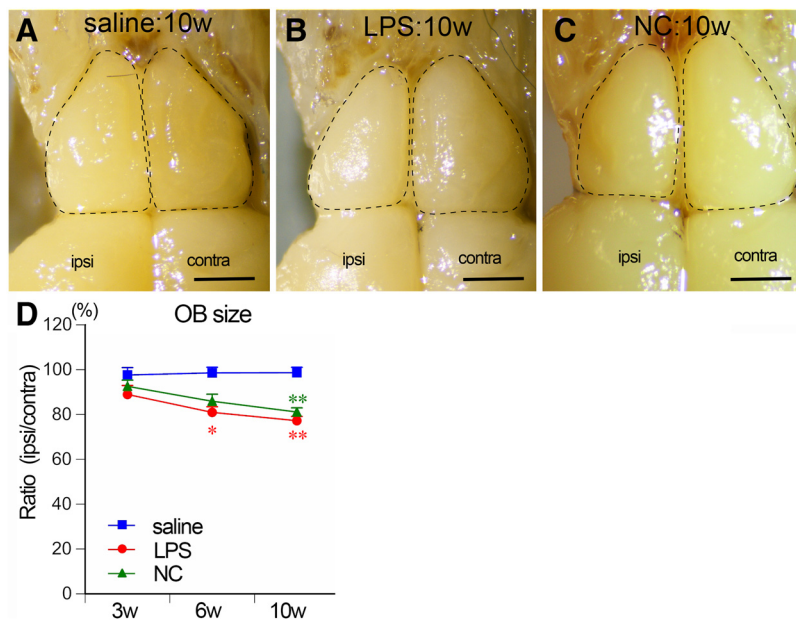 A
saline:10w
ipsi
contra
B
LPS:10w
ipsi
contra
C
NC:10w
ipsi
contra
D
(%)
OB size
120
100
80
60
40
20
0
Ratio (ipsi/contra)
**
*
**
saline
LPS
NC
3w
6w
10w